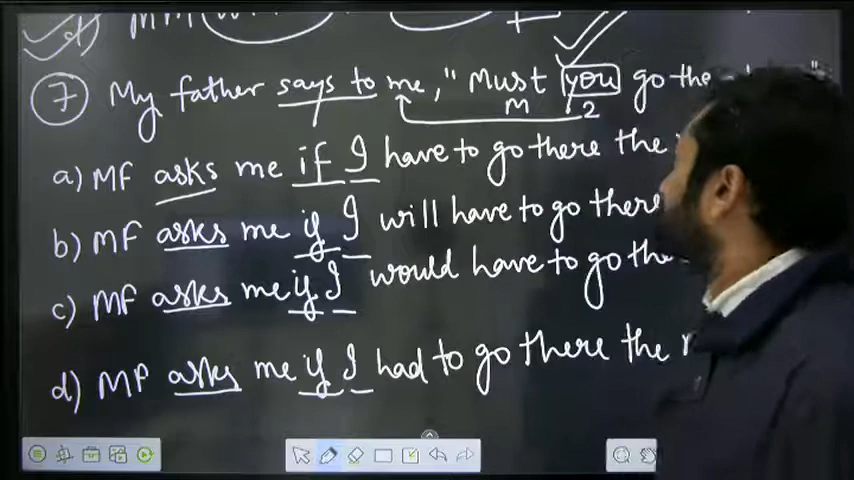 d) MM
7 My father says to me, "Must you go the
M 2
a) MF asks me if I have to go there the
b) MF asks me if I will have to go there
c) MF asks me if I would have to go the
d) MF asks me if I had to go there the